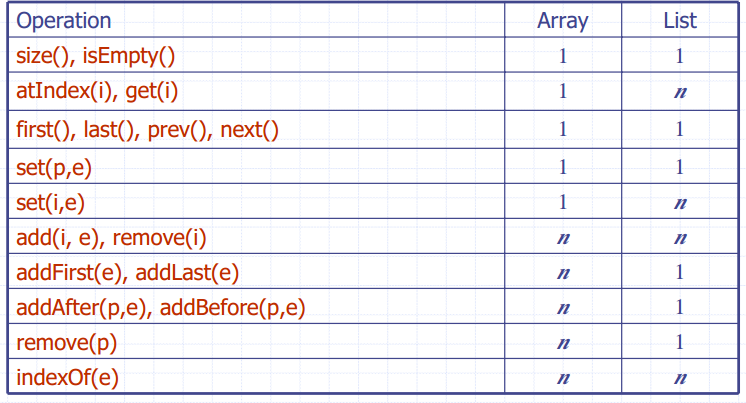 Operation Array List
size(), isEmpty() 1 1
atIndex(i), get(i) 1 n
first(), last(), prev(), next() 1 1
set(p,e) 1 1
set(i,e) 1 n
add(i, e), remove(i) n n
addFirst(e), addLast(e) n 1
addAfter(p,e), addBefore(p,e) n 1
remove(p) n 1
indexOf(e) n n